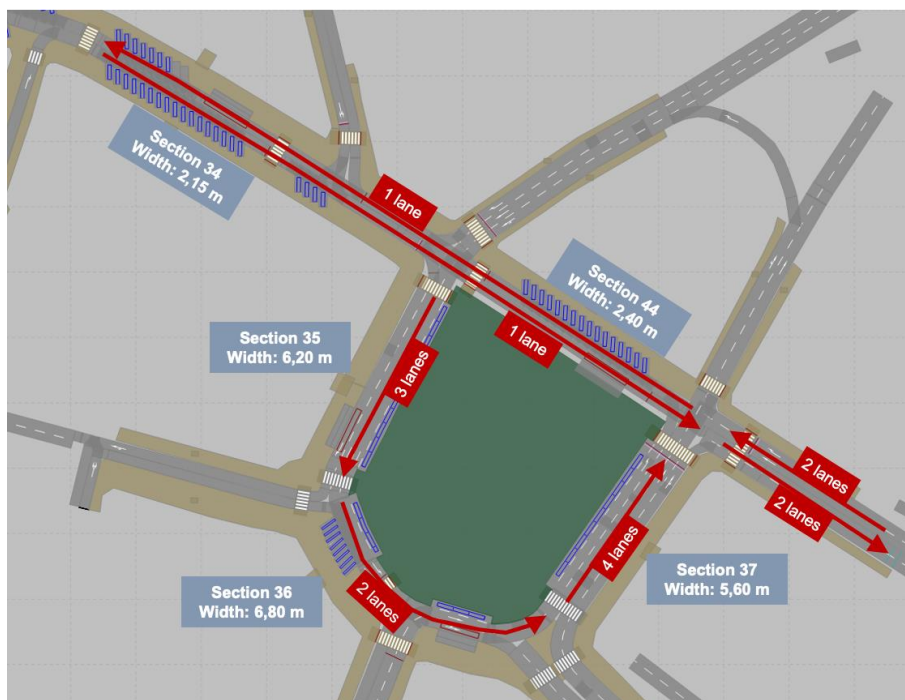 Section 34
Width: 2,15 m
1 lane
Section 44
Width: 2,40 m
1 lane
Section 35
Width: 6,20 m
3 lanes
2 lanes
2 lanes
4 lanes
Section 37
Width: 5,60 m
Section 36
Width: 6,80 m
2 lanes